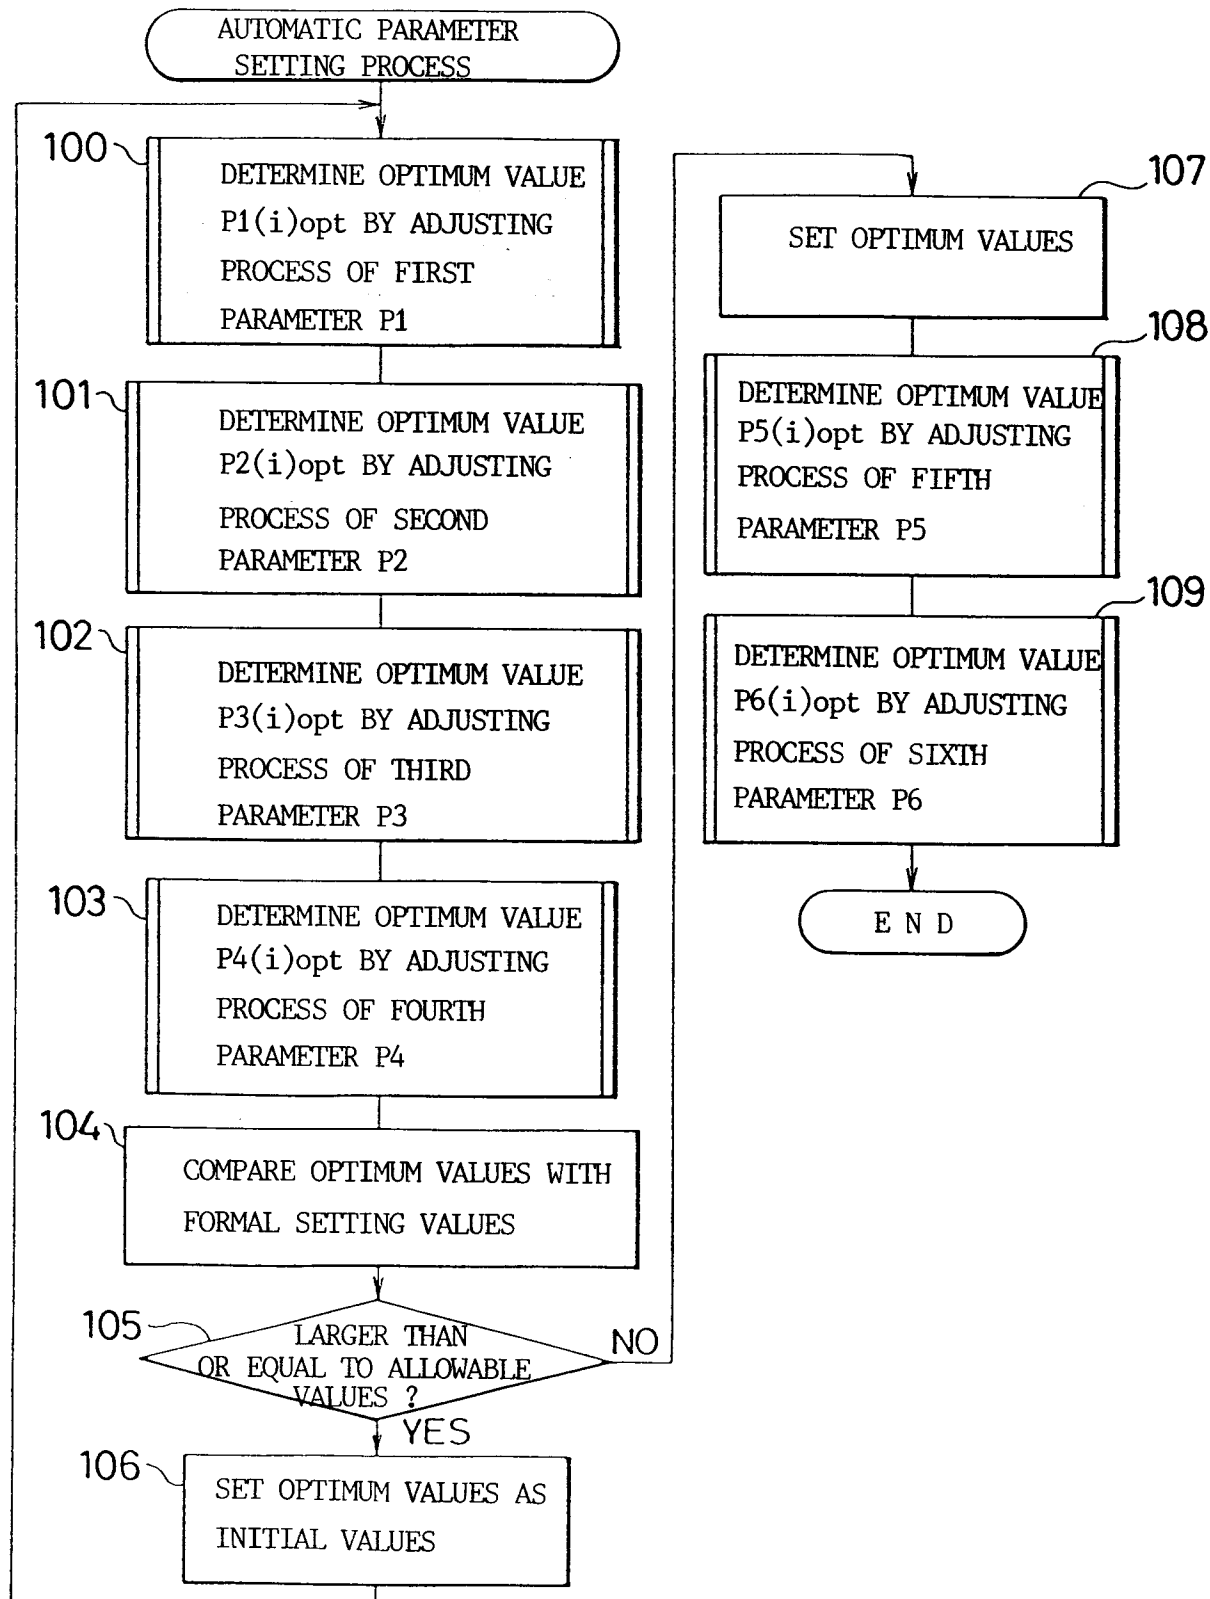 AUTOMATIC PARAMETER
SETTING PROCESS
100
DETERMINE OPTIMUM VALUE
P1(i)opt BY ADJUSTING
PROCESS OF FIRST
PARAMETER P1
101
DETERMINE OPTIMUM VALUE
P2(i)opt BY ADJUSTING
PROCESS OF SECOND
PARAMETER P2
102
DETERMINE OPTIMUM VALUE
P3(i)opt BY ADJUSTING
PROCESS OF THIRD
PARAMETER P3
103
DETERMINE OPTIMUM VALUE
P4(i)opt BY ADJUSTING
PROCESS OF FOURTH
PARAMETER P4
104
COMPARE OPTIMUM VALUES WITH
FORMAL SETTING VALUES
105
LARGER THAN
OR EQUAL TO ALLOWABLE
VALUES ?
NO
YES
106
SET OPTIMUM VALUES AS
INITIAL VALUES
107
SET OPTIMUM VALUES
108
DETERMINE OPTIMUM VALUE
P5(i)opt BY ADJUSTING
PROCESS OF FIFTH
PARAMETER P5
109
DETERMINE OPTIMUM VALUE
P6(i)opt BY ADJUSTING
PROCESS OF SIXTH
PARAMETER P6
E N D